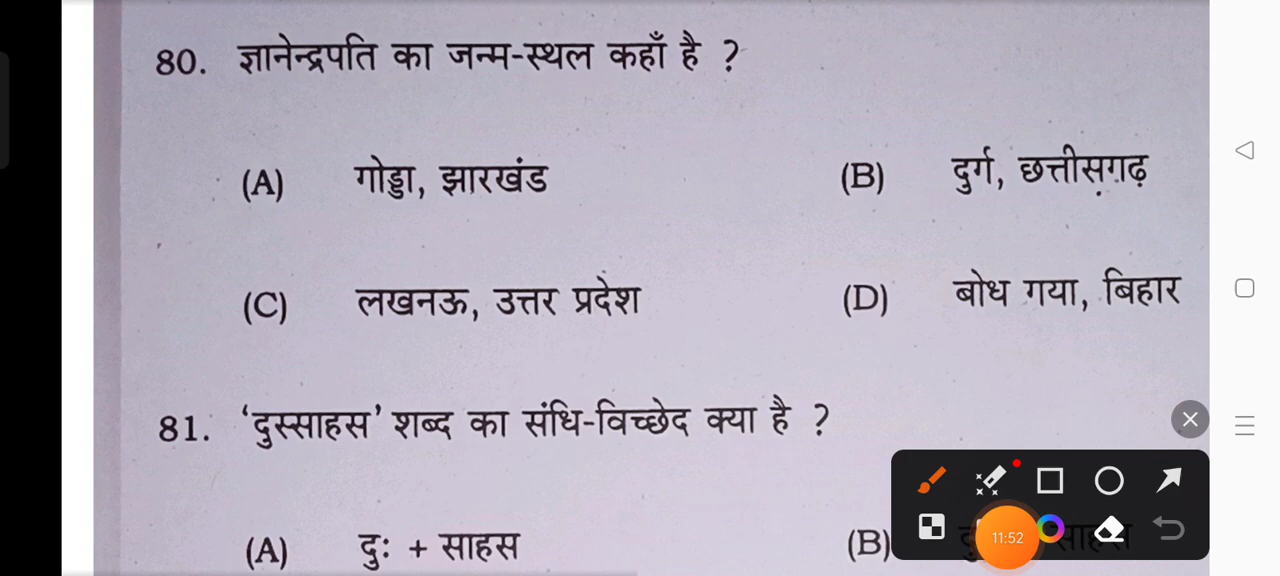 80. ज्ञानेन्द्रपति का जन्म-स्थल कहाँ है ?
(A) गोड्डा, झारखंड (B) दुर्ग, छत्तीसगढ़
(C) लखनऊ, उत्तर प्रदेश (D) बोध गया, बिहार
81. ‘दुस्साहस’ शब्द का संधि-विच्छेद क्या है ?
(A) दुः + साहस (B)
11:52